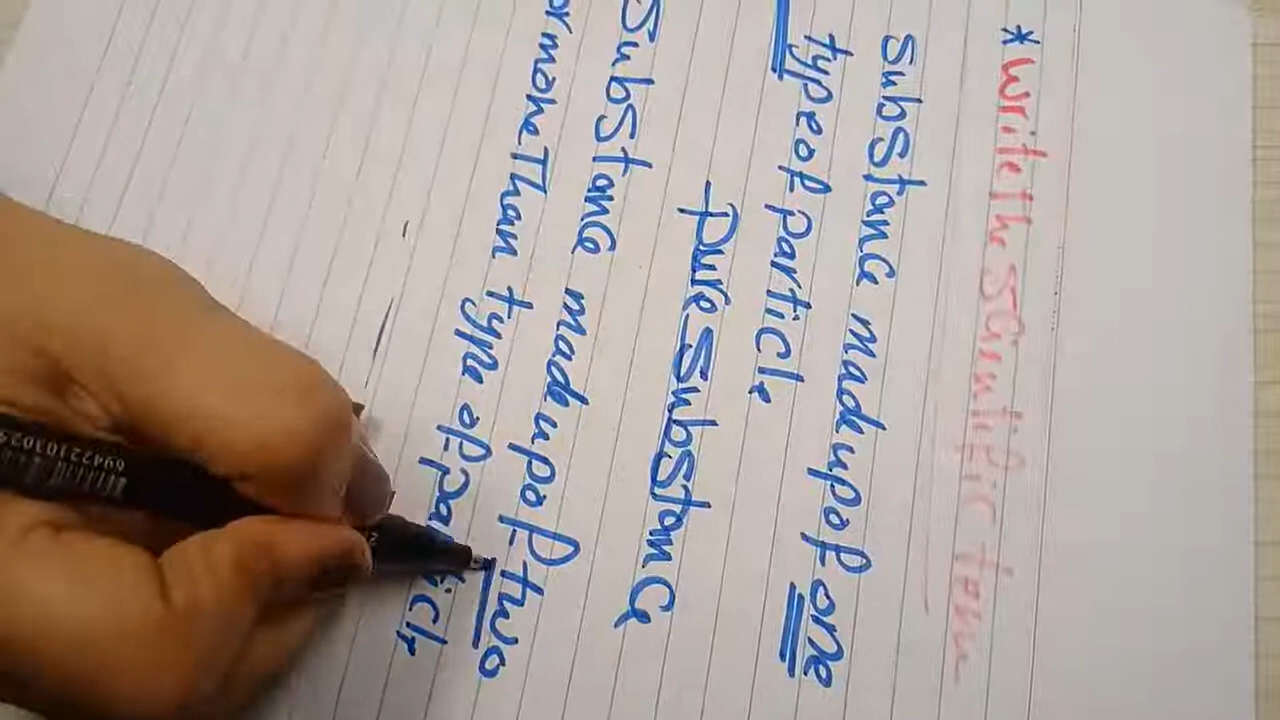 *Write the Scientific term
Substance made up of one
type of particle
-pure Substance
Substance made up of two
or more Than type of particle